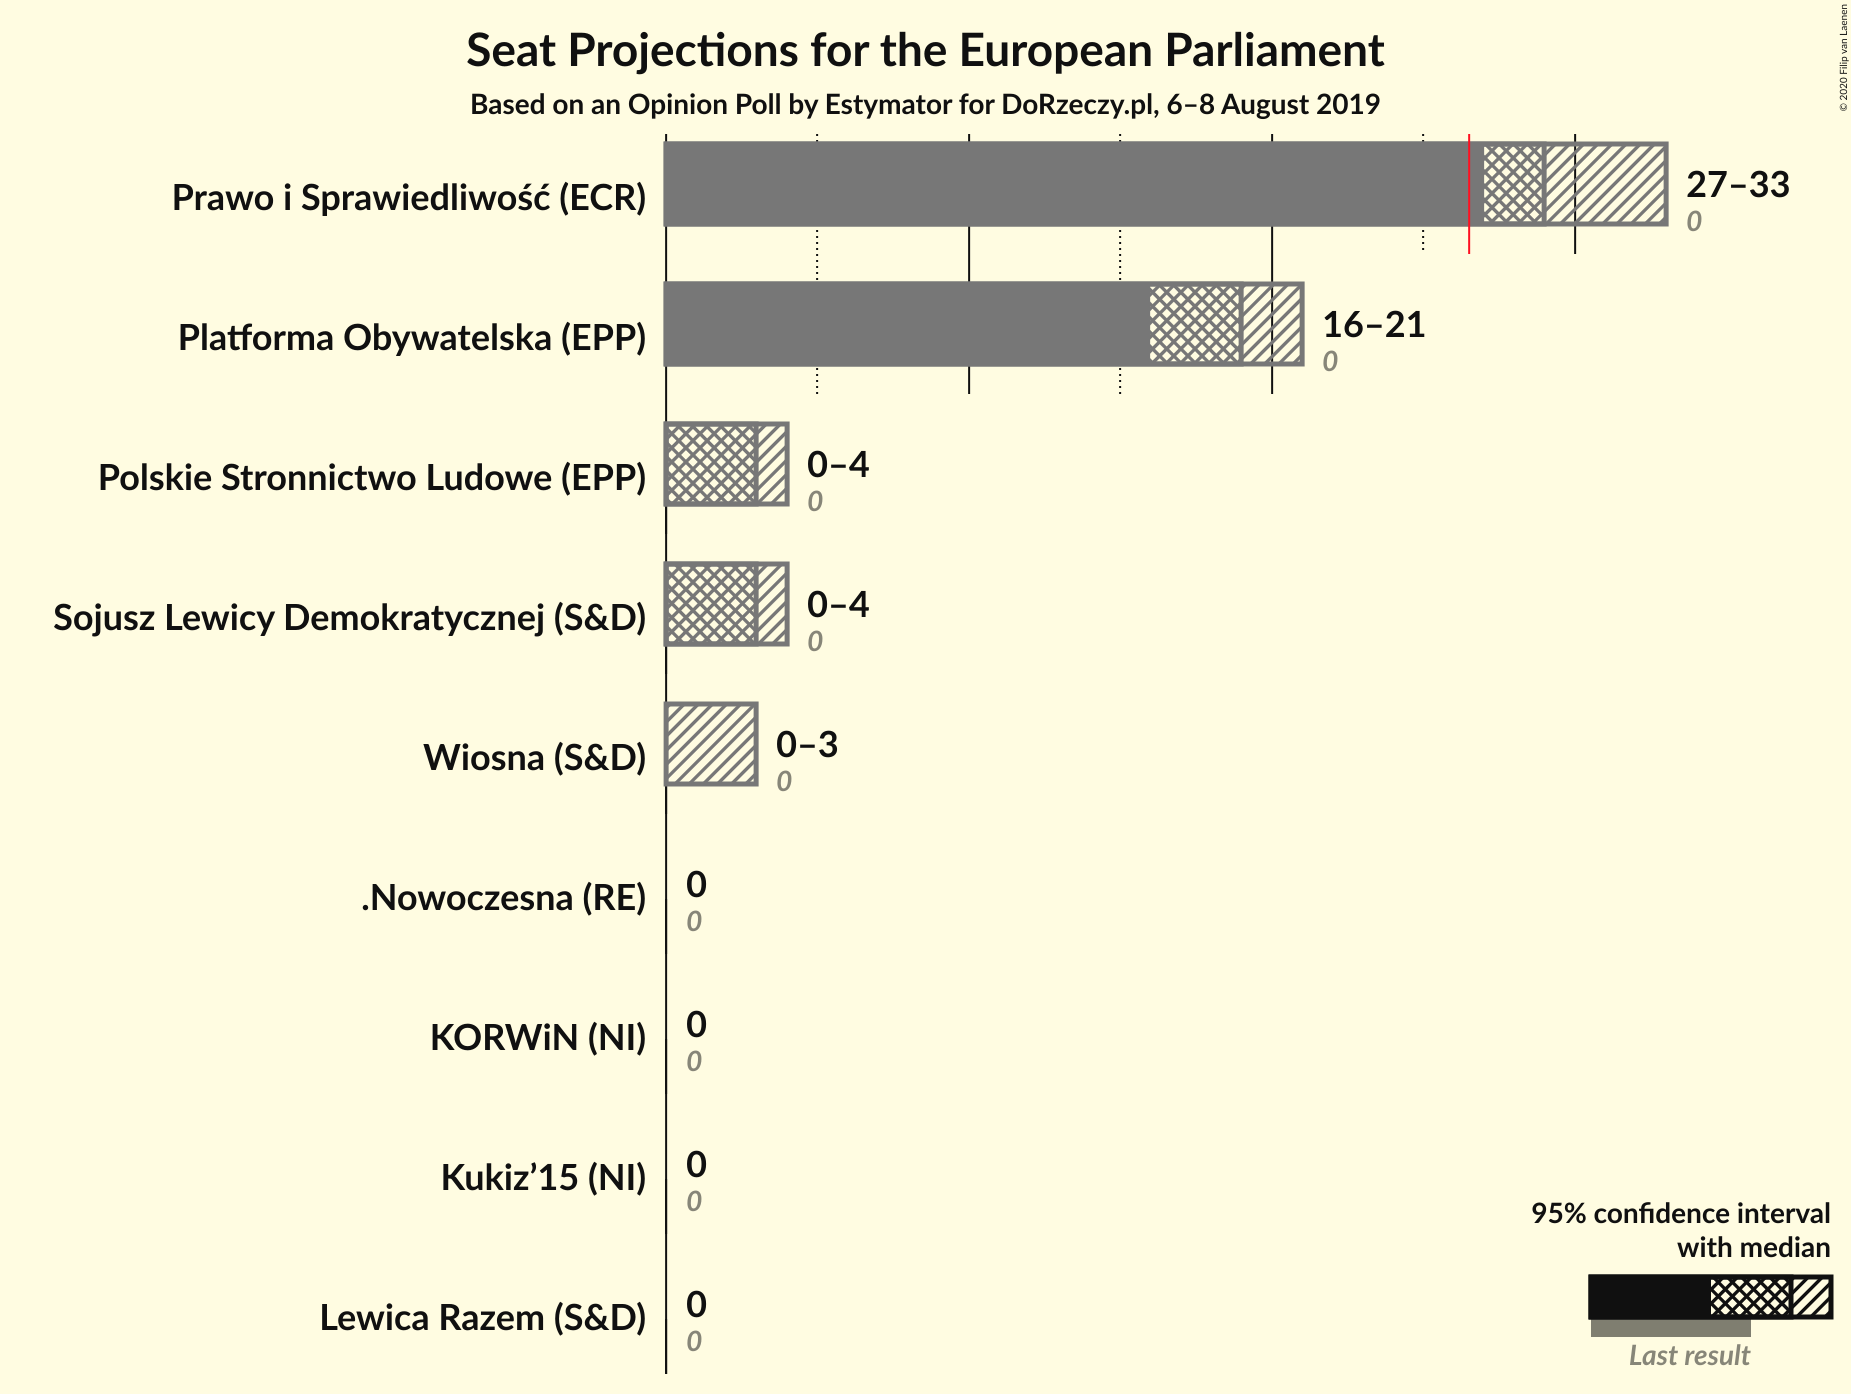 Seat Projections for the European Parliament
Based on an Opinion Poll by Estymator for DoRzeczy.pl, 6–8 August 2019
© 2020 Filip van Laenen
Prawo i Sprawiedliwość (ECR)
27–33
0
Platforma Obywatelska (EPP)
16–21
0
Polskie Stronnictwo Ludowe (EPP)
0–4
0
Sojusz Lewicy Demokratycznej (S&D)
0–4
0
Wiosna (S&D)
0–3
0
.Nowoczesna (RE)
0
0
KORWiN (NI)
0
0
Kukiz’15 (NI)
0
0
Lewica Razem (S&D)
0
0
95% confidence interval
with median
Last result